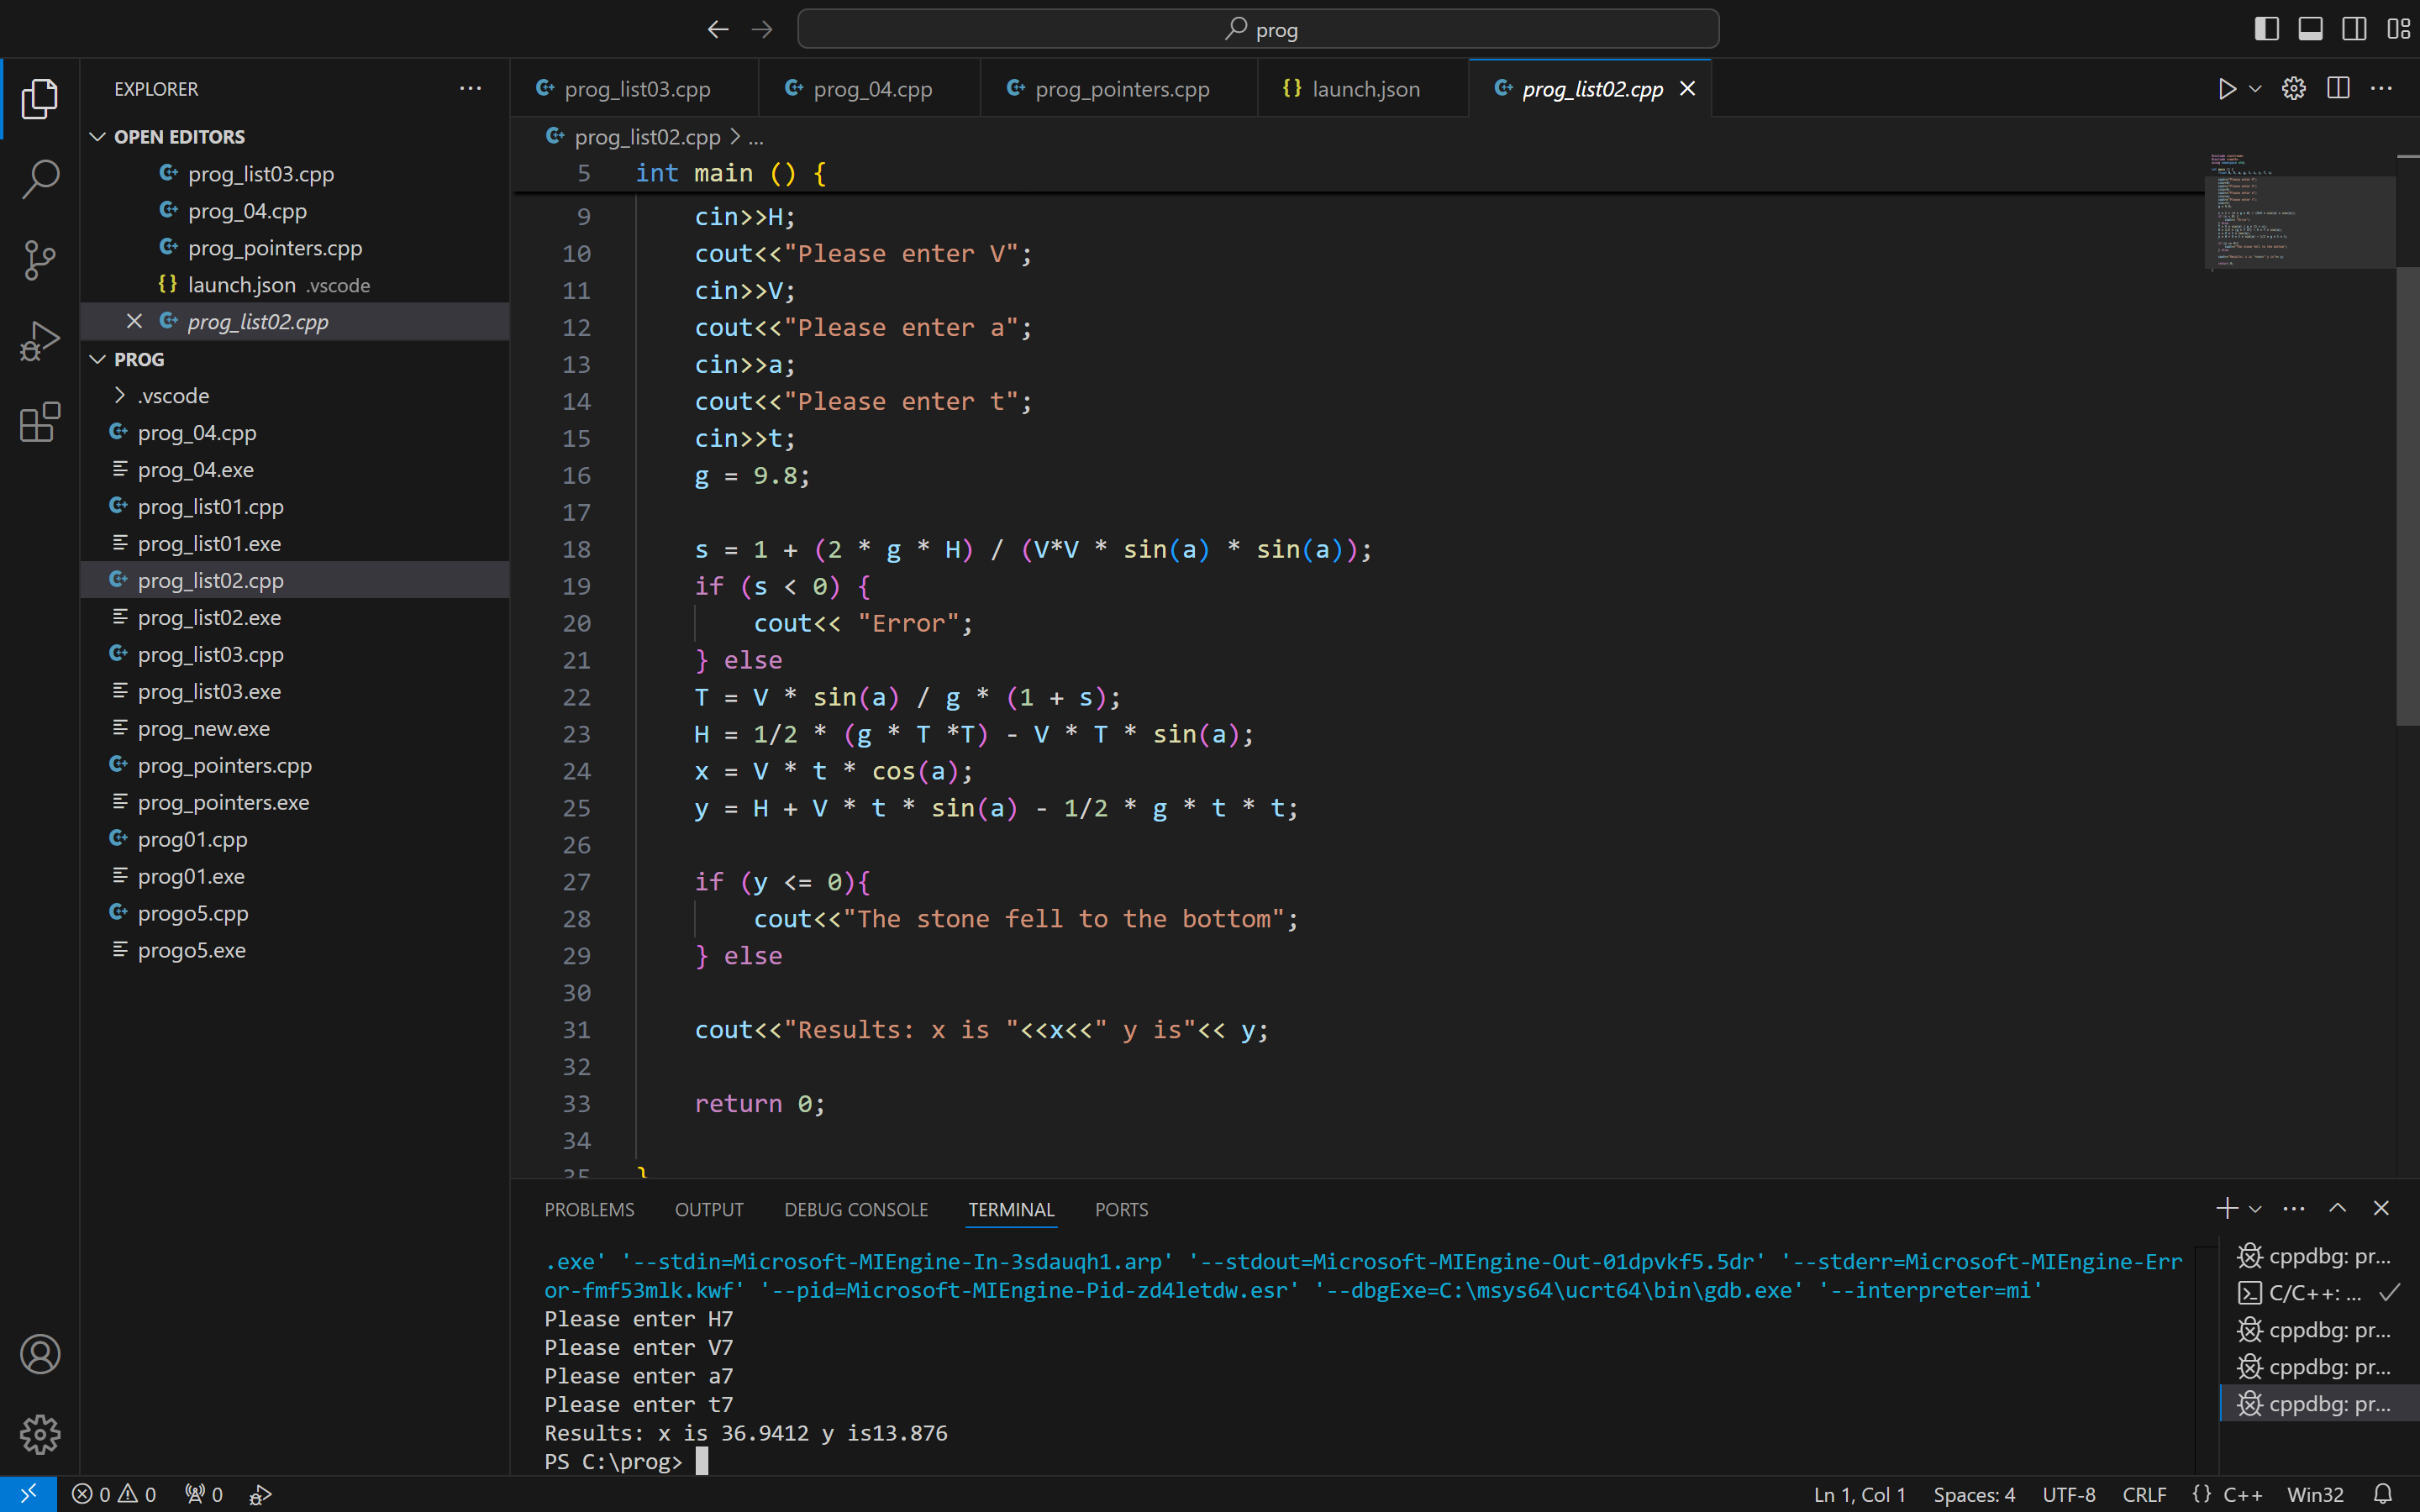 prog
EXPLORER
OPEN EDITORS
prog_list03.cpp
prog_04.cpp
prog_pointers.cpp
launch.json .vscode
prog_list02.cpp
PROG
.vscode
prog_04.cpp
prog_04.exe
prog_list01.cpp
prog_list01.exe
prog_list02.cpp
prog_list02.exe
prog_list03.cpp
prog_list03.exe
prog_new.exe
prog_pointers.cpp
prog_pointers.exe
prog01.cpp
prog01.exe
progo5.cpp
progo5.exe
prog_list03.cpp prog_04.cpp prog_pointers.cpp launch.json prog_list02.cpp
prog_list02.cpp > ...
5 int main () {
9 cin>>H;
10 cout<<"Please enter V";
11 cin>>V;
12 cout<<"Please enter a";
13 cin>>a;
14 cout<<"Please enter t";
15 cin>>t;
16 g = 9.8;
17
18 s = 1 + (2 * g * H) / (V*V * sin(a) * sin(a));
19 if (s < 0) {
20 cout<< "Error";
21 } else
22 T = V * sin(a) / g * (1 + s);
23 H = 1/2 * (g * T *T) - V * T * sin(a);
24 x = V * t * cos(a);
25 y = H + V * t * sin(a) - 1/2 * g * t * t;
26
27 if (y <= 0){
28 cout<<"The stone fell to the bottom";
29 } else
30
31 cout<<"Results: x is "<<x<<" y is"<< y;
32
33 return 0;
34
35 }
PROBLEMS OUTPUT DEBUG CONSOLE TERMINAL PORTS
.exe' '--stdin=Microsoft-MIEngine-In-3sdauqh1.arp' '--stdout=Microsoft-MIEngine-Out-01dpvkf5.5dr' '--stderr=Microsoft-MIEngine-Err
or-fmf53mlk.kwf' '--pid=Microsoft-MIEngine-Pid-zd4letdw.esr' '--dbgExe=C:\msys64\ucrt64\bin\gdb.exe' '--interpreter=mi'
Please enter H7
Please enter V7
Please enter a7
Please enter t7
Results: x is 36.9412 y is13.876
PS C:\prog>
cppdbg: pr...
C/C++: ...
cppdbg: pr...
cppdbg: pr...
cppdbg: pr...
0 0 0 Ln 1, Col 1 Spaces: 4 UTF-8 CRLF {} C++ Win32